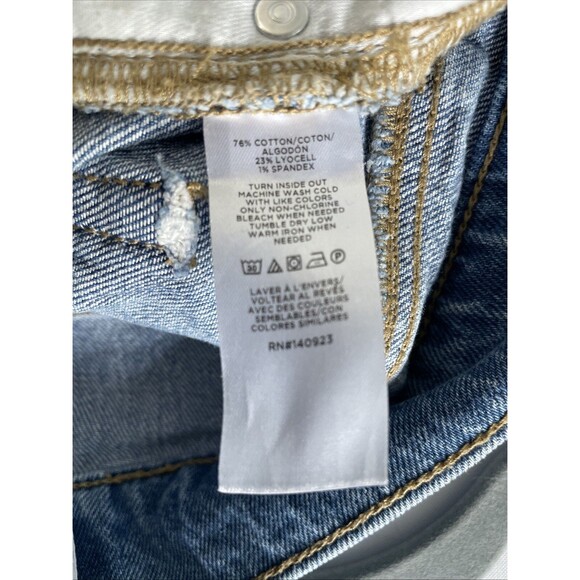 76% COTTON/COTON/
ALGODÓN
23% LYOCELL
1% SPANDEX
TURN INSIDE OUT
MACHINE WASH COLD
WITH LIKE COLORS
ONLY NON-CHLORINE
BLEACH WHEN NEEDED
TUMBLE DRY LOW
WARM IRON WHEN
NEEDED
30 P
LAVER À L'ENVERS/
VOLTEAR AL REVÉS
AVEC DES COULEURS
SEMBLABLES/CON
COLORES SIMILARES
RN#140923